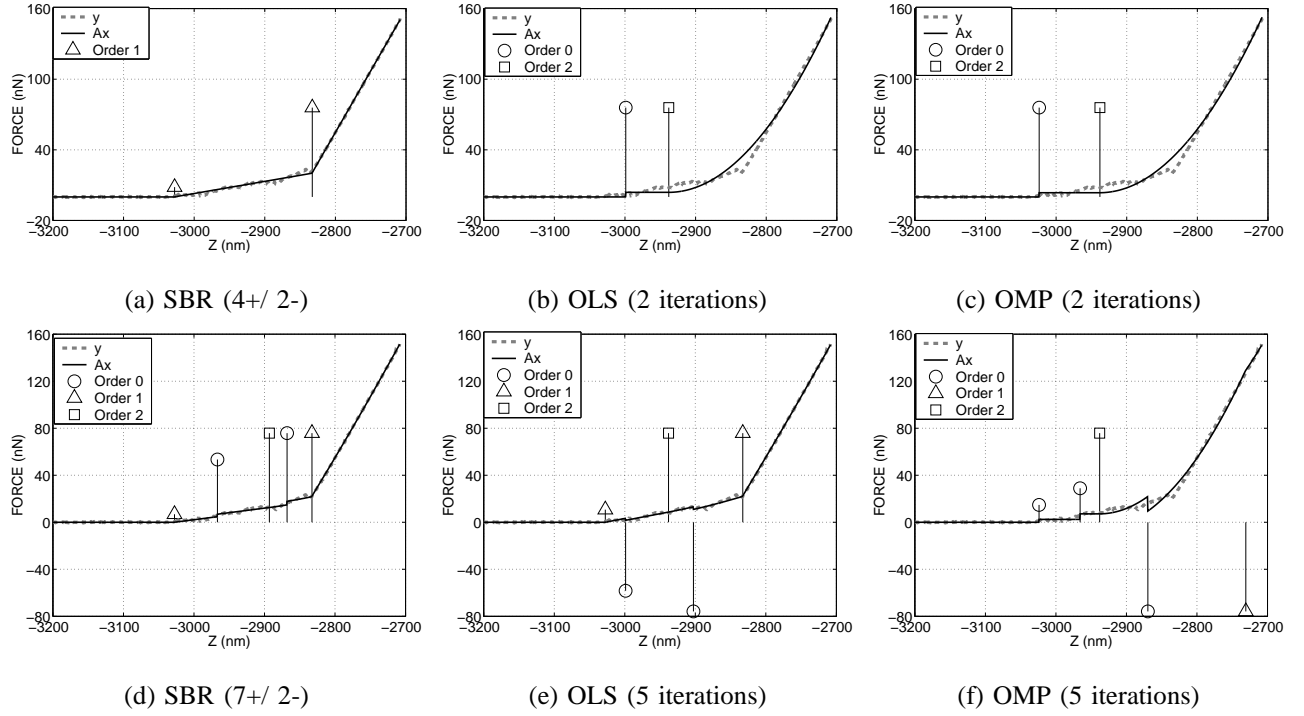 160
100
40
−20
FORCE (nN)
−3200 −3100 −3000 −2900 −2800 −2700
Z (nm)
y
Ax
Order 1
(a) SBR (4+/ 2-)
160
100
40
−20
FORCE (nN)
−3200 −3100 −3000 −2900 −2800 −2700
Z (nm)
y
Ax
Order 0
Order 2
(b) OLS (2 iterations)
160
100
40
−20
FORCE (nN)
−3200 −3100 −3000 −2900 −2800 −2700
Z (nm)
y
Ax
Order 0
Order 2
(c) OMP (2 iterations)
160
120
80
40
0
−40
−80
FORCE (nN)
−3200 −3100 −3000 −2900 −2800 −2700
Z (nm)
y
Ax
Order 0
Order 1
Order 2
(d) SBR (7+/ 2-)
160
120
80
40
0
−40
−80
FORCE (nN)
−3200 −3100 −3000 −2900 −2800 −2700
Z (nm)
y
Ax
Order 0
Order 1
Order 2
(e) OLS (5 iterations)
160
120
80
40
0
−40
−80
FORCE (nN)
−3200 −3100 −3000 −2900 −2800 −2700
Z (nm)
y
Ax
Order 0
Order 1
Order 2
(f) OMP (5 iterations)